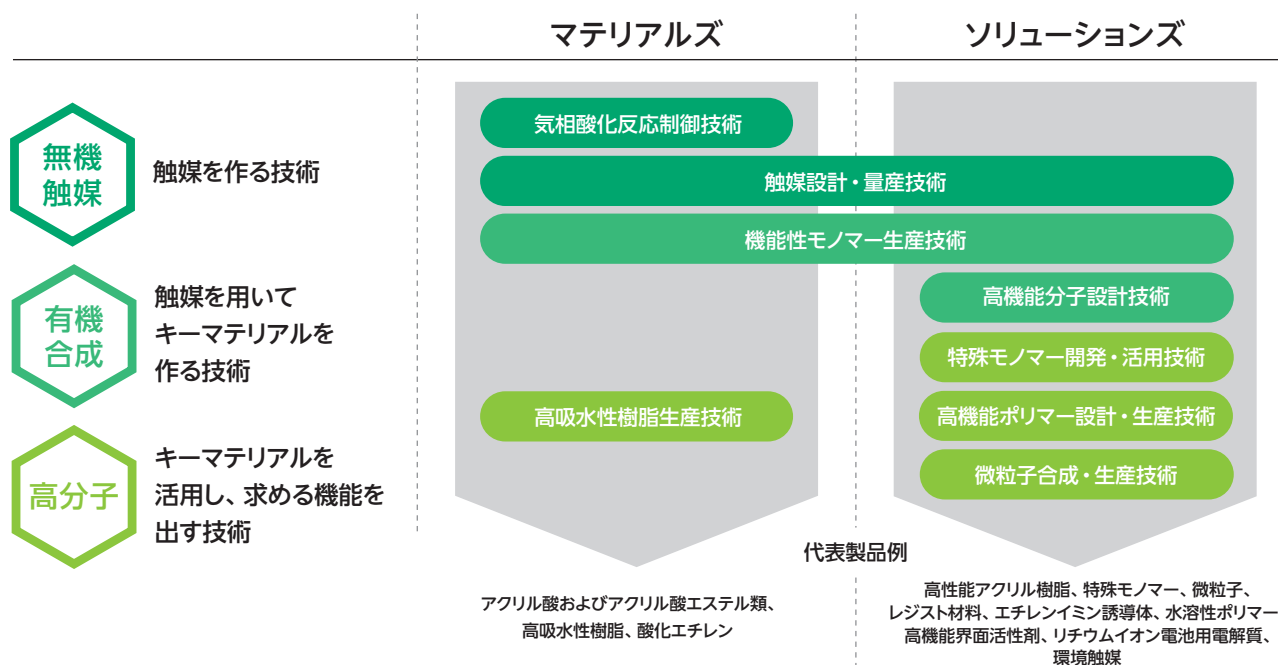 マテリアルズ
ソリューションズ
無機
触媒
触媒を作る技術
気相酸化反応制御技術
触媒設計・量産技術
機能性モノマー生産技術
有機
合成
触媒を用いて
キーマテリアルを
作る技術
高機能分子設計技術
特殊モノマー開発・活用技術
高吸水性樹脂生産技術
高機能ポリマー設計・生産技術
高分子
キーマテリアルを
活用し、求める機能を
出す技術
微粒子合成・生産技術
代表製品例
アクリル酸およびアクリル酸エステル類、
高吸水性樹脂、酸化エチレン
高性能アクリル樹脂、特殊モノマー、微粒子、
レジスト材料、エチレンイミン誘導体、水溶性ポリマー
高機能界面活性剤、リチウムイオン電池用電解質、
環境触媒